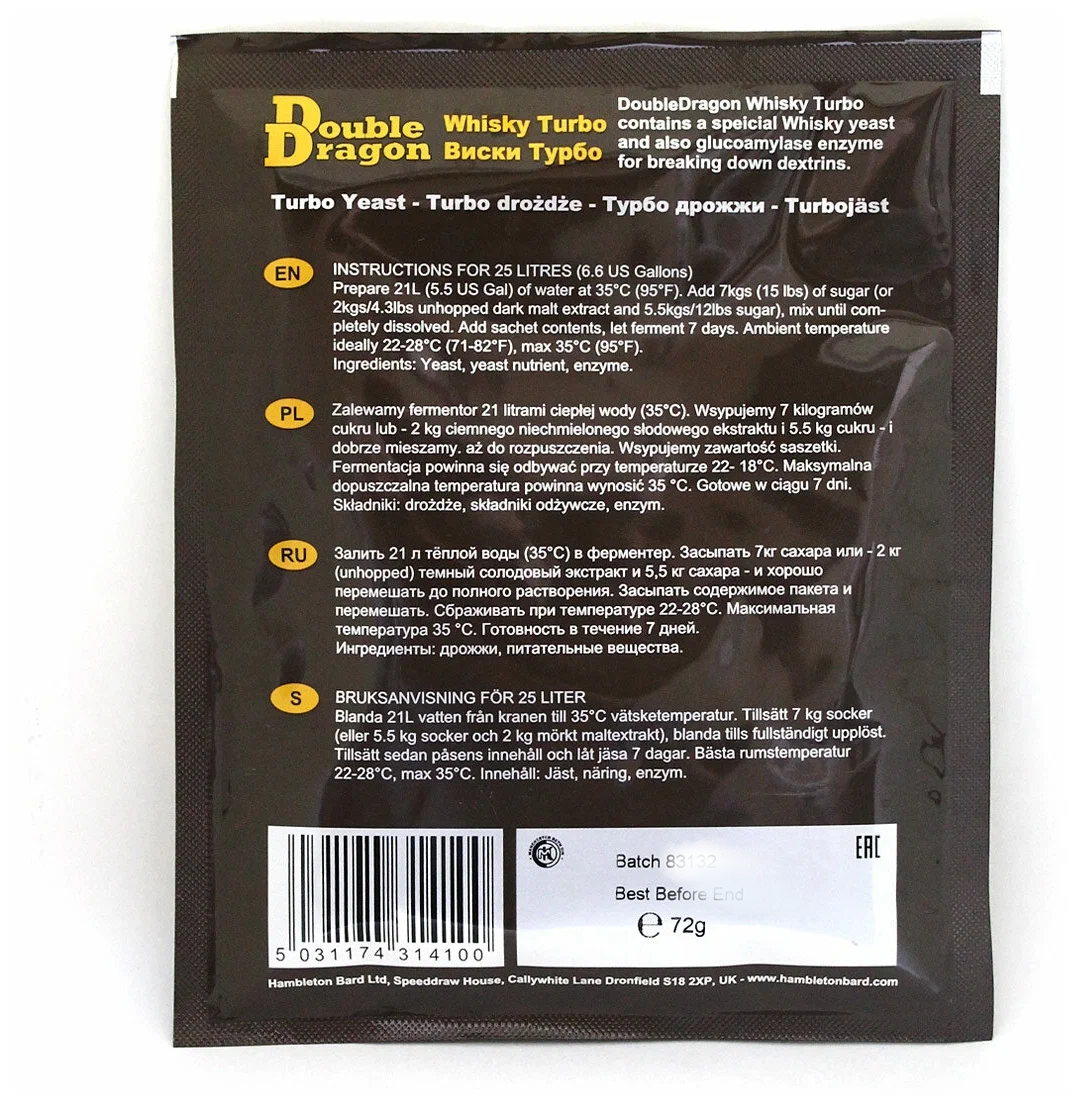 Double Dragon
Whisky Turbo
Виски Турбо
DoubleDragon Whisky Turbo
contains a speicial Whisky yeast
and also glucoamylase enzyme
for breaking down dextrins.
Turbo Yeast - Turbo drożdże - Турбо дрожжи - Turbojäst
EN
INSTRUCTIONS FOR 25 LITRES (6.6 US Gallons)
Prepare 21L (5.5 US Gal) of water at 35°C (95°F). Add 7kgs (15 lbs) of sugar (or
2kgs/4.3lbs unhopped dark malt extract and 5.5kgs/12lbs sugar), mix until com-
pletely dissolved. Add sachet contents, let ferment 7 days. Ambient temperature
ideally 22-28°C (71-82°F), max 35°C (95°F).
Ingredients: Yeast, yeast nutrient, enzyme.
PL
Zalewamy fermentor 21 litrami ciepłej wody (35°C). Wsypujemy 7 kilogramów
cukru lub - 2 kg ciemnego niechmielonego słodowego ekstraktu i 5.5 kg cukru - i
dobrze mieszamy. aż do rozpuszczenia. Wsypujemy zawartość saszetki.
Fermentacja powinna się odbywać przy temperaturze 22- 18°C. Maksymalna
dopuszczalna temperatura powinna wynosić 35 °C. Gotowe w ciągu 7 dni.
Składniki: drożdże, składniki odżywcze, enzym.
RU
Залить 21 л тёплой воды (35°C) в ферментер. Засыпать 7кг сахара или - 2 кг
(unhopped) темный солодовый экстракт и 5,5 кг сахара - и хорошо
перемешать до полного растворения. Засыпать содержимое пакета и
перемешать. Сбраживать при температуре 22-28°C. Максимальная
температура 35 °C. Готовность в течение 7 дней.
Ингредиенты: дрожжи, питательные вещества.
S
BRUKSANVISNING FÖR 25 LITER
Blanda 21L vatten från kranen till 35°C vätsketemperatur. Tillsätt 7 kg socker
(eller 5.5 kg socker och 2 kg mörkt maltextrakt), blanda tills fullständigt upplöst.
Tillsätt sedan påsens innehåll och låt jäsa 7 dagar. Bästa rumstemperatur
22-28°C, max 35°C. Innehåll: Jäst, näring, enzym.
Batch 83132
EAC
Best Before End
℮ 72g
5 031174 314100
Hambleton Bard Ltd, Speeddraw House, Callywhite Lane Dronfield S18 2XP, UK - www.hambletonbard.com